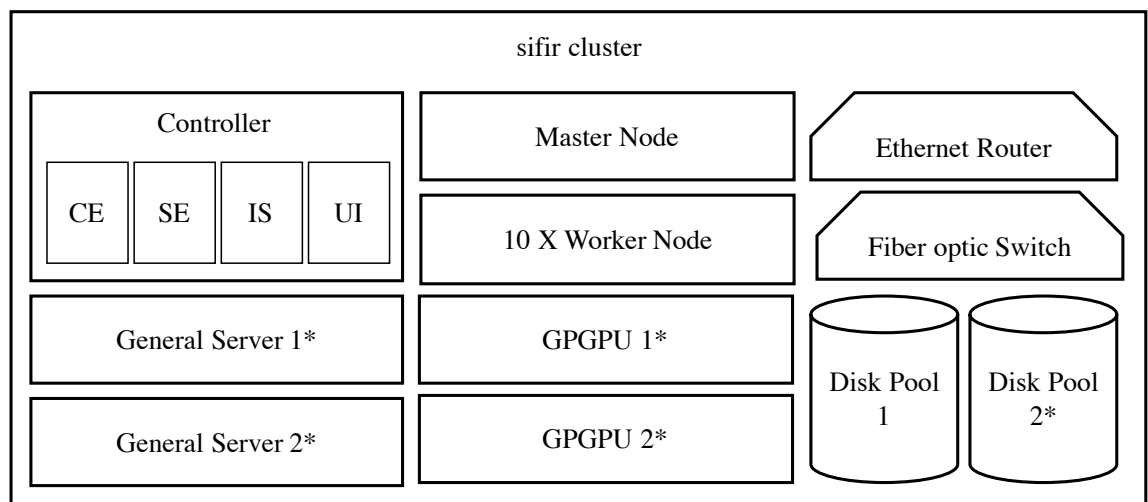 sifir cluster
Controller
CE
SE
IS
UI
Master Node
Ethernet Router
10 X Worker Node
Fiber optic Switch
General Server 1*
GPGPU 1*
General Server 2*
GPGPU 2*
Disk Pool
1
Disk Pool
2*